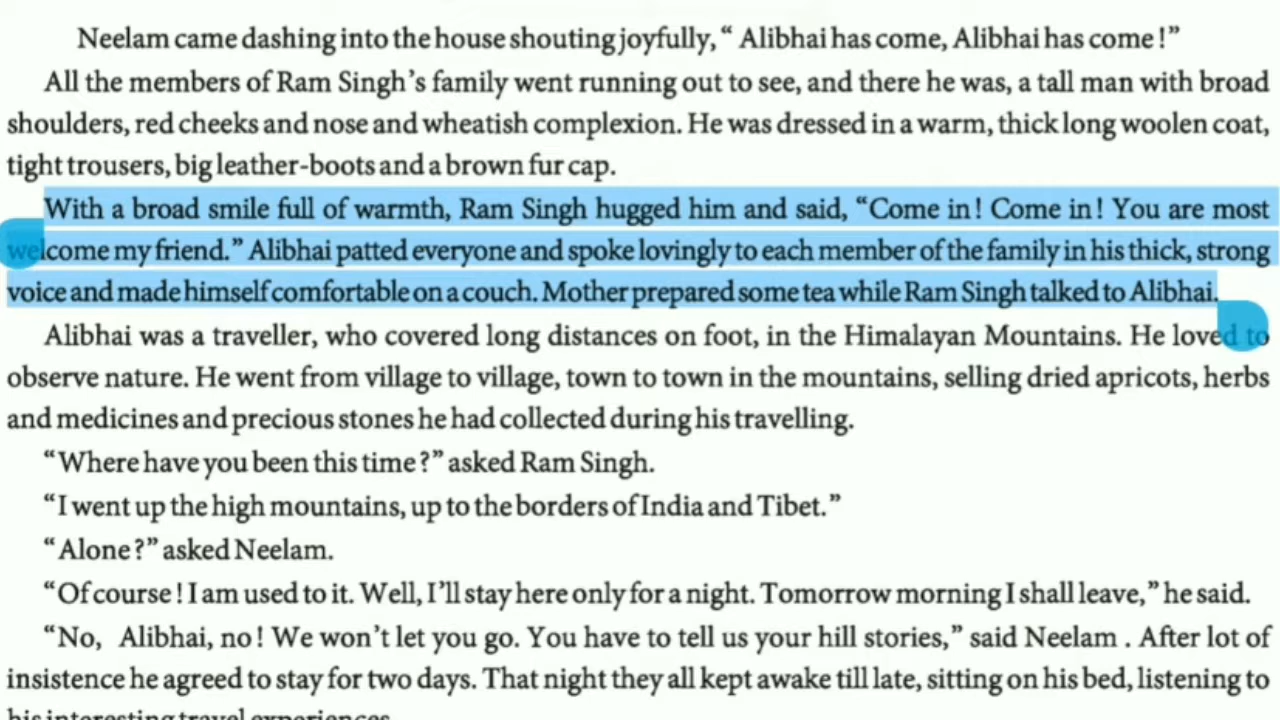 Neelam came dashing into the house shouting joyfully, “ Alibhai has come, Alibhai has come !”
All the members of Ram Singh’s family went running out to see, and there he was, a tall man with broad
shoulders, red cheeks and nose and wheatish complexion. He was dressed in a warm, thick long woolen coat,
tight trousers, big leather-boots and a brown fur cap.
With a broad smile full of warmth, Ram Singh hugged him and said, “Come in! Come in! You are most
welcome my friend.” Alibhai patted everyone and spoke lovingly to each member of the family in his thick, strong
voice and made himself comfortable on a couch. Mother prepared some tea while Ram Singh talked to Alibhai.
Alibhai was a traveller, who covered long distances on foot, in the Himalayan Mountains. He loved to
observe nature. He went from village to village, town to town in the mountains, selling dried apricots, herbs
and medicines and precious stones he had collected during his travelling.
“Where have you been this time?” asked Ram Singh.
“I went up the high mountains, up to the borders of India and Tibet.”
“Alone?” asked Neelam.
“Of course ! I am used to it. Well, I’ll stay here only for a night. Tomorrow morning I shall leave,” he said.
“No, Alibhai, no! We won’t let you go. You have to tell us your hill stories,” said Neelam . After lot of
insistence he agreed to stay for two days. That night they all kept awake till late, sitting on his bed, listening to
his interesting travel experiences.